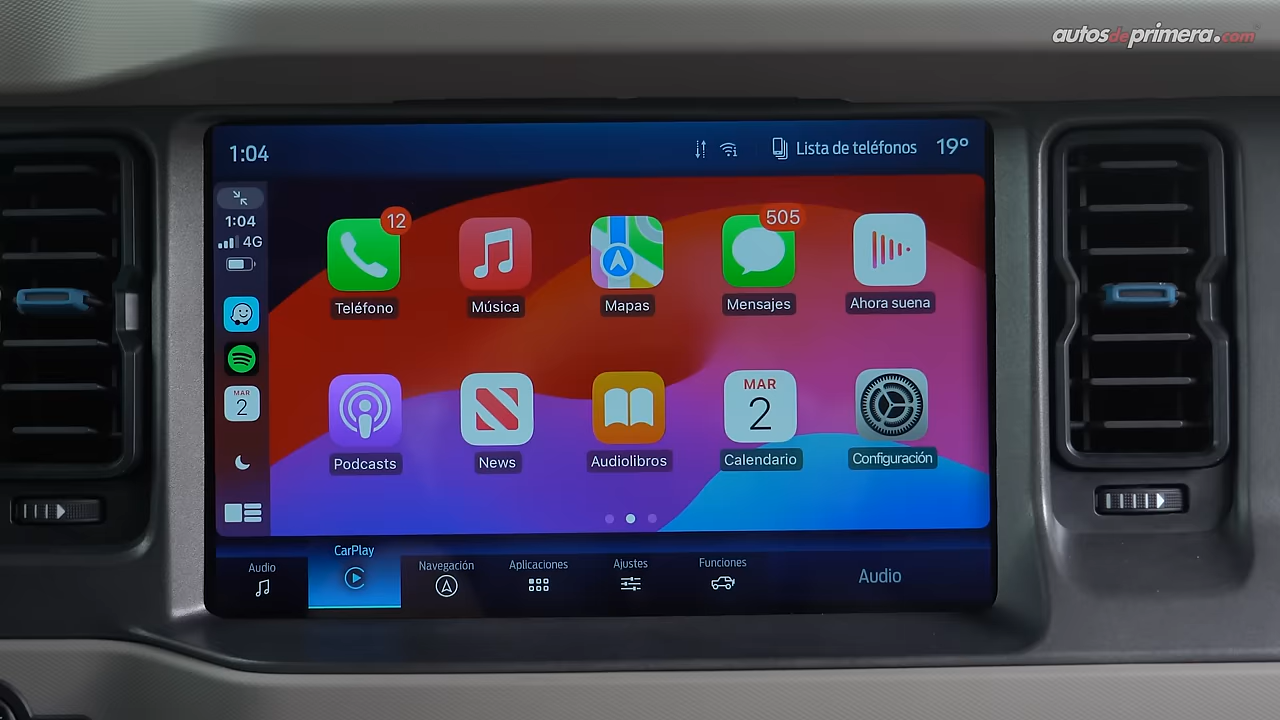 autosdeprimera.com
1:04
Lista de teléfonos
19°
1:04
4G
12
505
Teléfono
Música
Mapas
Mensajes
Ahora suena
MAR
2
MAR
2
Podcasts
News
Audiolibros
Calendario
Configuración
Audio
CarPlay
Navegación
Aplicaciones
Ajustes
Funciones
Audio